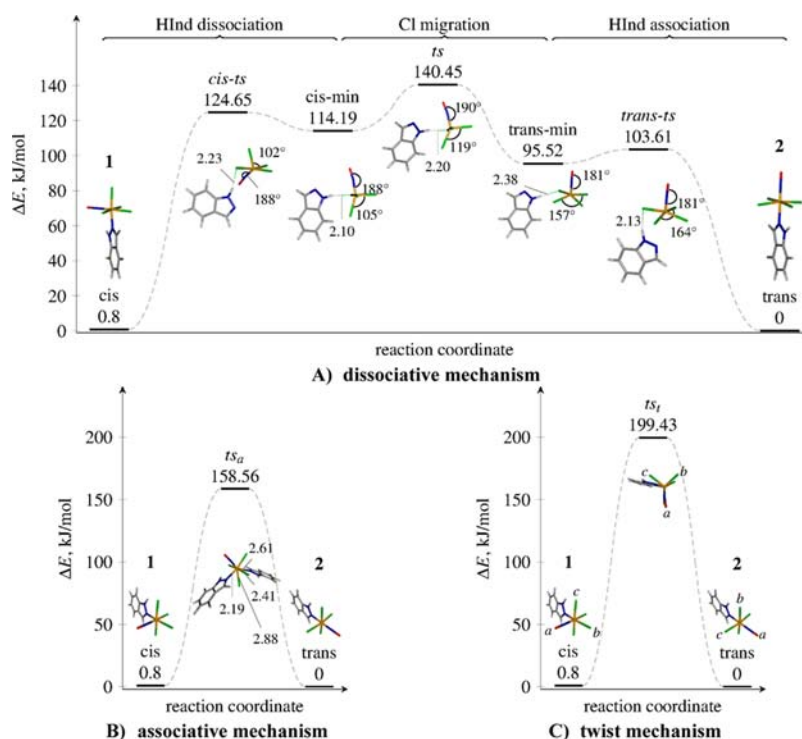 HInd dissociation Cl migration HInd association
ΔE, kJ/mol
140
120
100
80
60
40
20
0
1
cis
0.8
cis-ts
124.65
2.23
102°
188°
cis-min
114.19
188°
105°
2.10
ts
140.45
190°
119°
2.20
trans-min
95.52
2.38
181°
157°
trans-ts
103.61
2.13
181°
164°
2
trans
0
reaction coordinate
A) dissociative mechanism
ΔE, kJ/mol
200
150
100
50
0
1
cis
0.8
tsₐ
158.56
2.61
2.41
2.19
2.88
2
trans
0
reaction coordinate
B) associative mechanism
ΔE, kJ/mol
200
150
100
50
0
1
c
a
b
cis
0.8
tsₜ
199.43
c
b
a
2
b
c
a
trans
0
reaction coordinate
C) twist mechanism